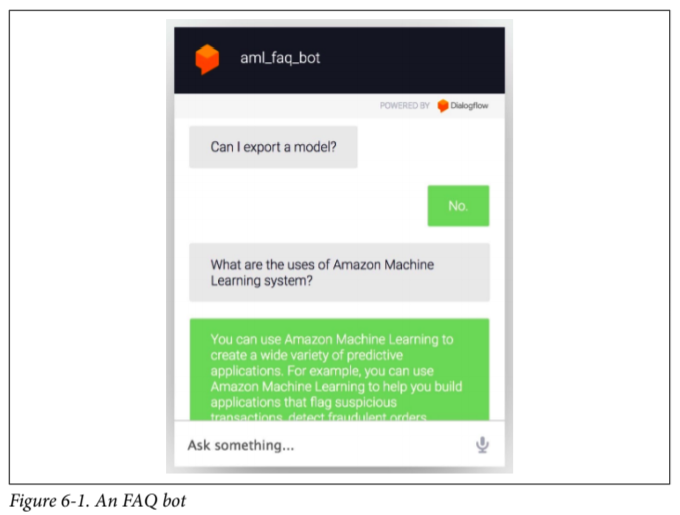 aml_faq_bot
POWERED BY Dialogflow
Can I export a model?
No.
What are the uses of Amazon Machine
Learning system?
You can use Amazon Machine Learning to
create a wide variety of predictive
applications. For example, you can use
Amazon Machine Learning to help you build
applications that flag suspicious
transactions, detect fraudulent orders
Ask something...
Figure 6-1. An FAQ bot